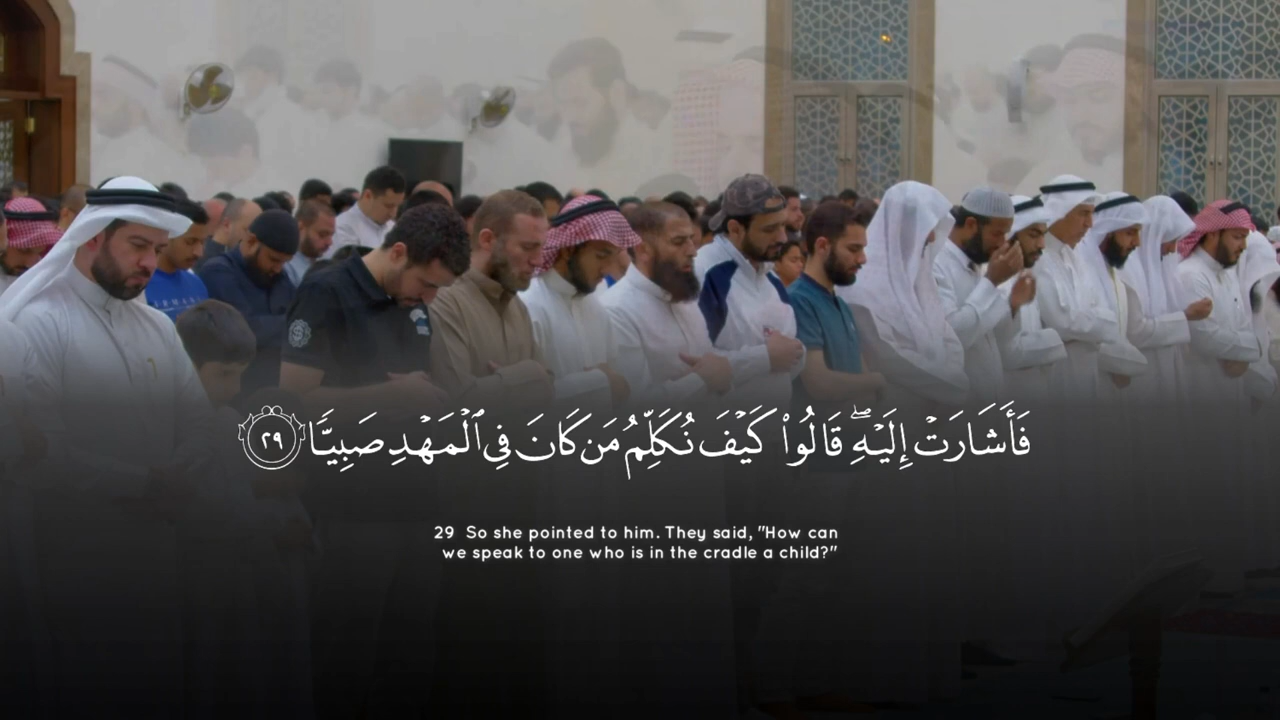 فَأَشَارَتْ إِلَيْهِ ۖ قَالُوا۟ كَيْفَ نُكَلِّمُ مَن كَانَ فِى ٱلْمَهْدِ صَبِيًّا ٢٩
29 So she pointed to him. They said, "How can
we speak to one who is in the cradle a child?"